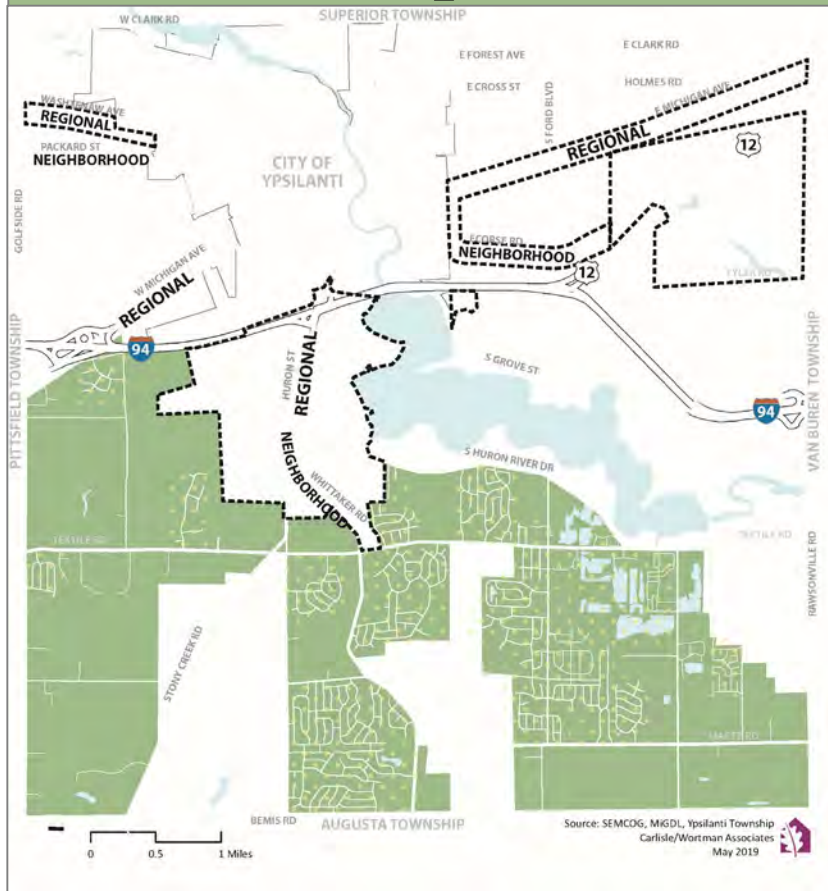 SUPERIOR TOWNSHIP
W CLARK RD
E CLARK RD
E FOREST AVE
E CROSS ST
HOLMES RD
S FORD BLVD
E MICHIGAN AVE
WASHTENAW AVE
REGIONAL
PACKARD ST
NEIGHBORHOOD
REGIONAL
12
CITY OF
YPSILANTI
GOLFSIDE RD
ECORSE RD
NEIGHBORHOOD
12
TYLER RD
W MICHIGAN AVE
REGIONAL
94
PITTSFIELD TOWNSHIP
VAN BUREN TOWNSHIP
HURON ST
REGIONAL
S GROVE ST
94
NEIGHBORHOOD
WHITTAKER RD
S HURON RIVER DR
TEXTILE RD
TEXTILE RD
RAWSONVILLE RD
STONY CREEK RD
MARTZ RD
BEMIS RD
AUGUSTA TOWNSHIP
0 0.5 1 Miles
Source: SEMCOG, MiGDL, Ypsilanti Township
Carlisle/Wortman Associates
May 2019